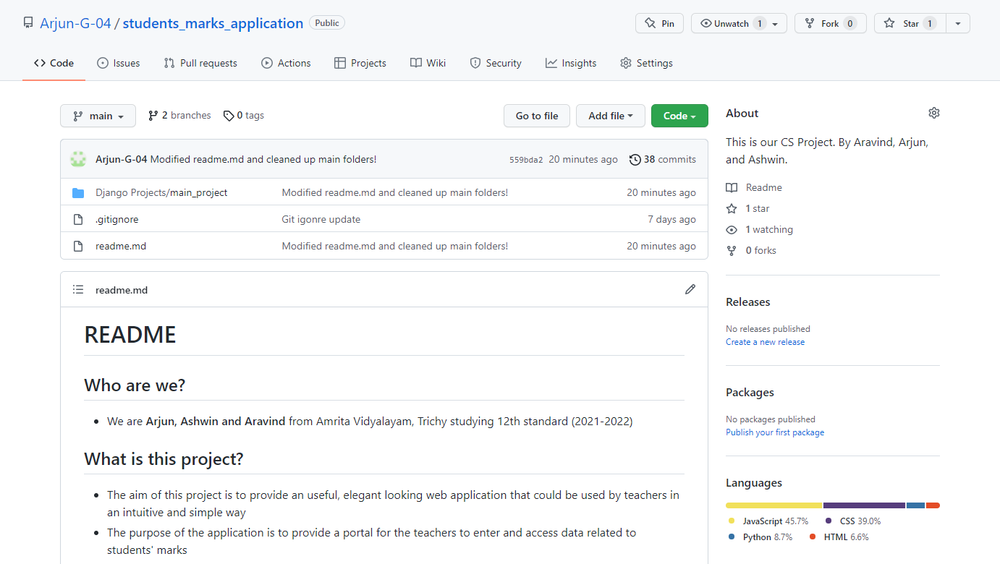 Arjun-G-04 / students_marks_application Public
Pin
Unwatch 1
Fork 0
Star 1
Code
Issues
Pull requests
Actions
Projects
Wiki
Security
Insights
Settings
main
2 branches
0 tags
Go to file
Add file
Code
Arjun-G-04 Modified readme.md and cleaned up main folders! 559bda2 20 minutes ago 38 commits
Django Projects/main_project Modified readme.md and cleaned up main folders! 20 minutes ago
.gitignore Git igonre update 7 days ago
readme.md Modified readme.md and cleaned up main folders! 20 minutes ago
readme.md
README
Who are we?
We are Arjun, Ashwin and Aravind from Amrita Vidyalayam, Trichy studying 12th standard (2021-2022)
What is this project?
The aim of this project is to provide an useful, elegant looking web application that could be used by teachers in
an intuitive and simple way
The purpose of the application is to provide a portal for the teachers to enter and access data related to
students' marks
About
This is our CS Project. By Aravind, Arjun,
and Ashwin.
Readme
1 star
1 watching
0 forks
Releases
No releases published
Create a new release
Packages
No packages published
Publish your first package
Languages
JavaScript 45.7% CSS 39.0%
Python 8.7% HTML 6.6%